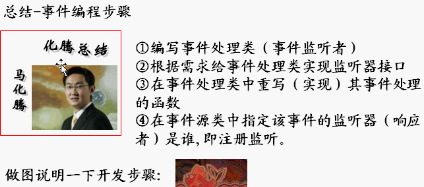 总结-事件编程步骤
化腾总结
马化腾
①编写事件处理类（事件监听者）
②根据需求给事件处理类实现监听器接口
③在事件处理类中重写（实现）其事件处理
的函数
④在事件源类中指定该事件的监听器（响应
者）是谁,即注册监听。
做图说明一下开发步骤: